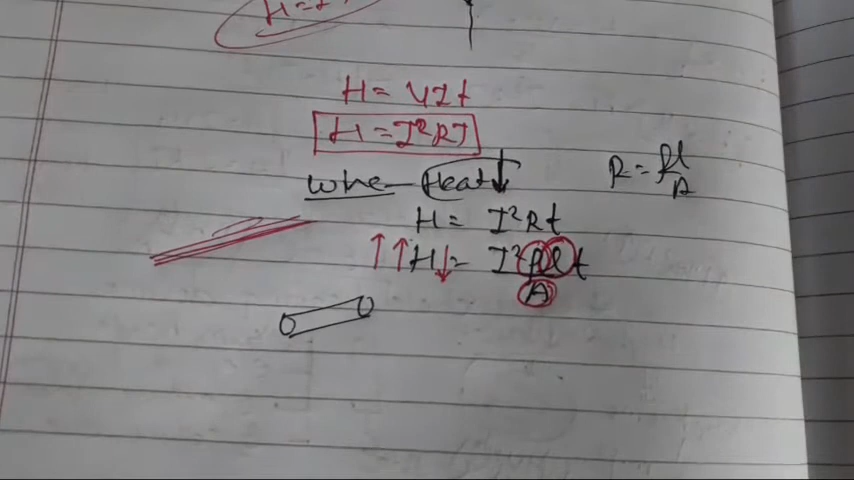 H = VIt
H = I²RT
Whe Heat ↓
R = ρl/A
H = I²Rt
↑ ↑ H ↓ = I²ρlt/A